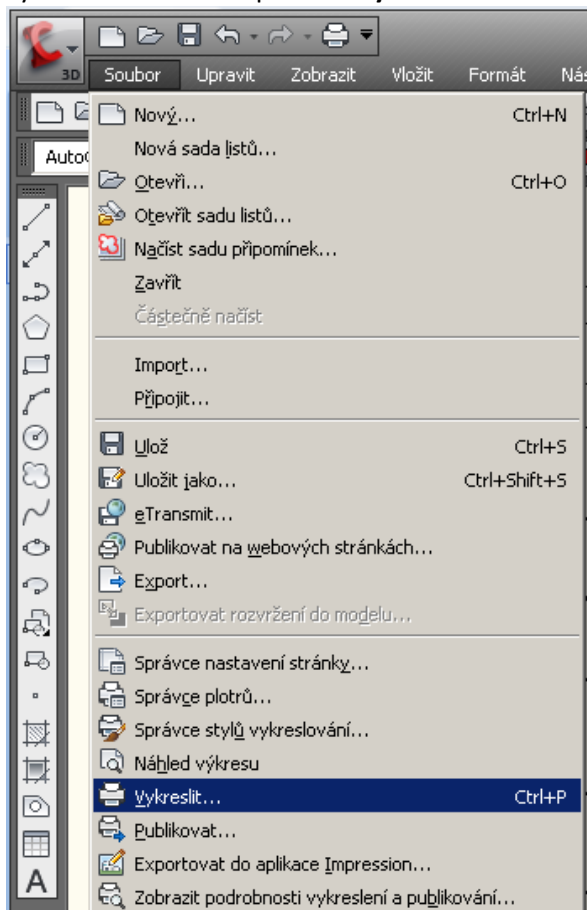 3D
Soubor Upravit Zobrazit Vložit Formát
Nový... Ctrl+N
Nová sada listů...
Otevři... Ctrl+O
Otevřít sadu listů...
Načíst sadu připomínek...
Zavřít
Částečně načíst
Import...
Připojit...
Ulož Ctrl+S
Uložit jako... Ctrl+Shift+S
eTransmit...
Publikovat na webových stránkách...
Export...
Exportovat rozvržení do modelu...
Správce nastavení stránky...
Správce plotrů...
Správce stylů vykreslování...
Náhled výkresu
Vykreslit... Ctrl+P
Publikovat...
Exportovat do aplikace Impression...
Zobrazit podrobnosti vykreslení a publikování...
A